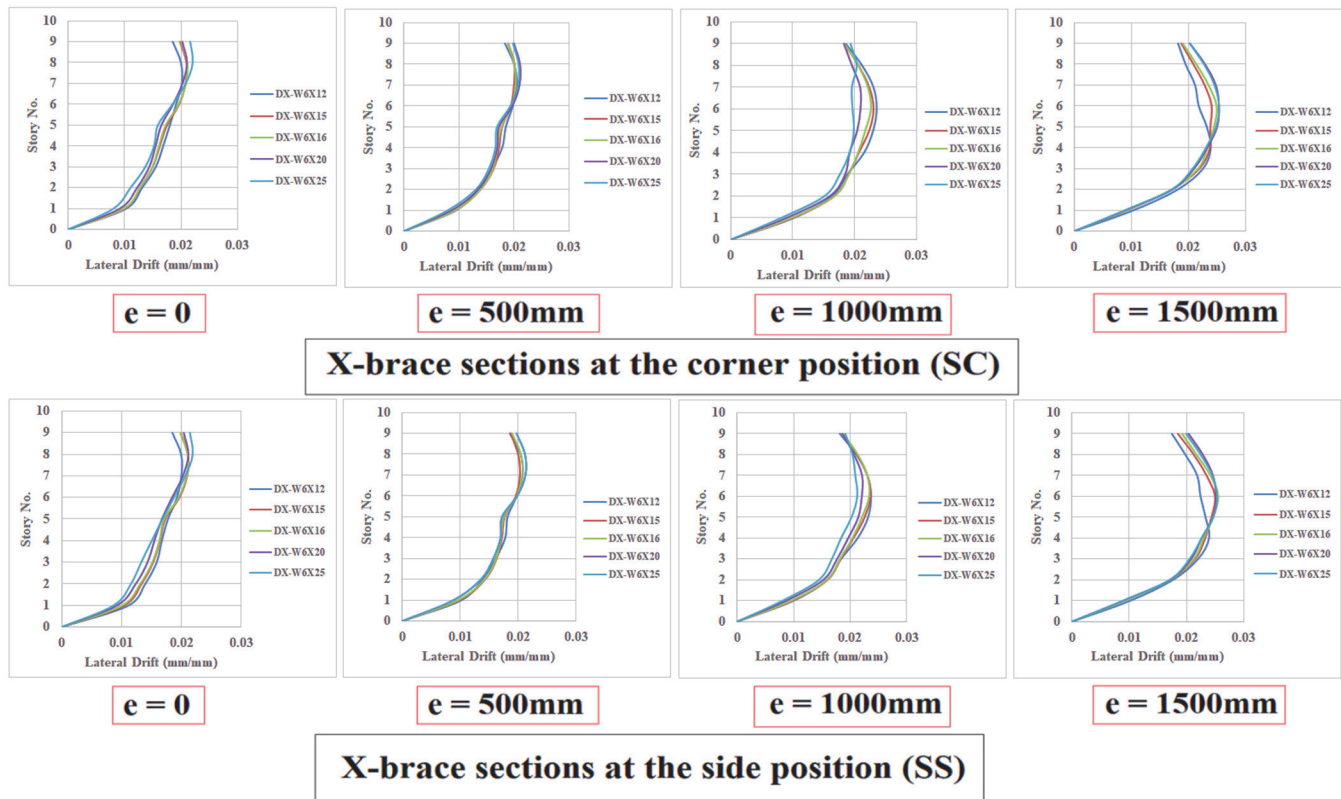 10
9
8
7
6
5
4
3
2
1
0
Story No.
0 0.01 0.02 0.03
Lateral Drift (mm/mm)
DX-W6X12
DX-W6X15
DX-W6X16
DX-W6X20
DX-W6X25
10
9
8
7
6
5
4
3
2
1
0
Story No.
0 0.01 0.02 0.03
Lateral Drift (mm/mm)
DX-W6X12
DX-W6X15
DX-W6X16
DX-W6X20
DX-W6X25
10
9
8
7
6
5
4
3
2
1
0
Story No.
0 0.01 0.02 0.03
Lateral Drift (mm/mm)
DX-W6X12
DX-W6X15
DX-W6X16
DX-W6X20
DX-W6X25
10
9
8
7
6
5
4
3
2
1
0
Story No.
0 0.01 0.02 0.03
Lateral Drift (mm/mm)
DX-W6X12
DX-W6X15
DX-W6X16
DX-W6X20
DX-W6X25
e = 0
e = 500mm
e = 1000mm
e = 1500mm
X-brace sections at the corner position (SC)
10
9
8
7
6
5
4
3
2
1
0
Story No.
0 0.01 0.02 0.03
Lateral Drift (mm/mm)
DX-W6X12
DX-W6X15
DX-W6X16
DX-W6X20
DX-W6X25
10
9
8
7
6
5
4
3
2
1
0
Story No.
0 0.01 0.02 0.03
Lateral Drift (mm/mm)
DX-W6X12
DX-W6X15
DX-W6X16
DX-W6X20
DX-W6X25
10
9
8
7
6
5
4
3
2
1
0
Story No.
0 0.01 0.02 0.03
Lateral Drift (mm/mm)
DX-W6X12
DX-W6X15
DX-W6X16
DX-W6X20
DX-W6X25
10
9
8
7
6
5
4
3
2
1
0
Story No.
0 0.01 0.02 0.03
Lateral Drift (mm/mm)
DX-W6X12
DX-W6X15
DX-W6X16
DX-W6X20
DX-W6X25
e = 0
e = 500mm
e = 1000mm
e = 1500mm
X-brace sections at the side position (SS)